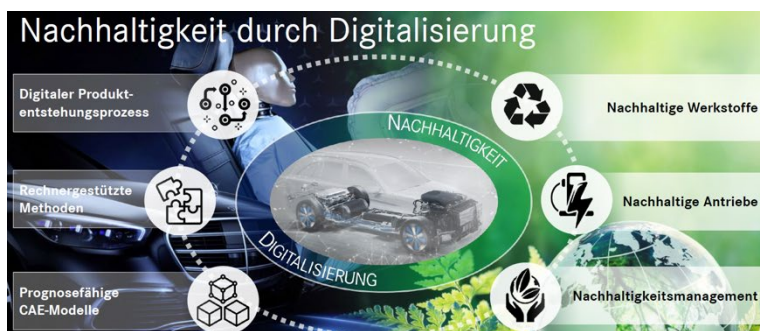 Nachhaltigkeit durch Digitalisierung
Digitaler Produkt-
entstehungsprozess
Rechnergestützte
Methoden
Prognosefähige
CAE-Modelle
NACHHALTIGKEIT
DIGITALISIERUNG
Nachhaltige Werkstoffe
Nachhaltige Antriebe
Nachhaltigkeitsmanagement